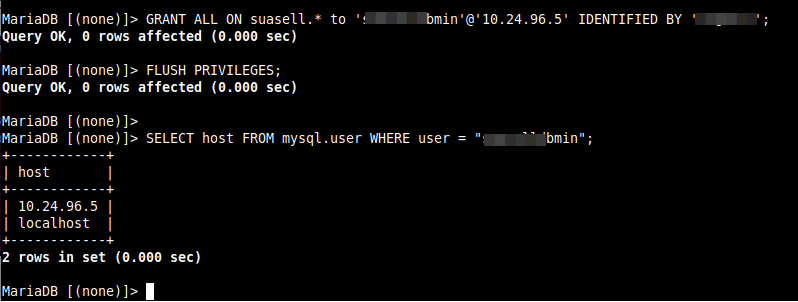 MariaDB [(none)]> GRANT ALL ON suasell.* to 's bmin'@'10.24.96.5' IDENTIFIED BY ' ';
Query OK, 0 rows affected (0.000 sec)
MariaDB [(none)]> FLUSH PRIVILEGES;
Query OK, 0 rows affected (0.000 sec)
MariaDB [(none)]>
MariaDB [(none)]> SELECT host FROM mysql.user WHERE user = " bmin";
+------------+
| host       |
+------------+
| 10.24.96.5 |
| localhost  |
+------------+
2 rows in set (0.000 sec)
MariaDB [(none)]>